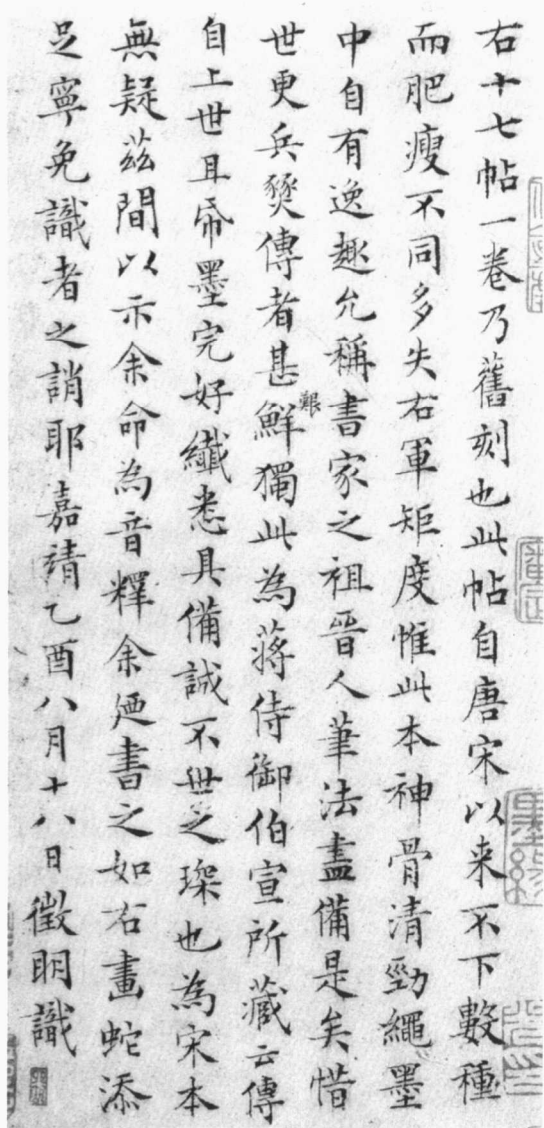 右十七帖一卷乃舊刻也此帖自唐宋以来不下數種
而肥瘦不同多失右軍矩度惟此本神骨清勁繩墨
中自有逸趣允稱書家之祖晉人筆法盡備是矣惜
世更兵燹傳者甚鮮艱獨此為蔣侍御伯宣所藏云傳
自上世且帋墨完好纖悉具備誠不世之琛也為宋本
無疑茲間以示余命為音釋余廼書之如右畫蛇添
足寧免識者之誚耶嘉靖乙酉八月十八日徵明識